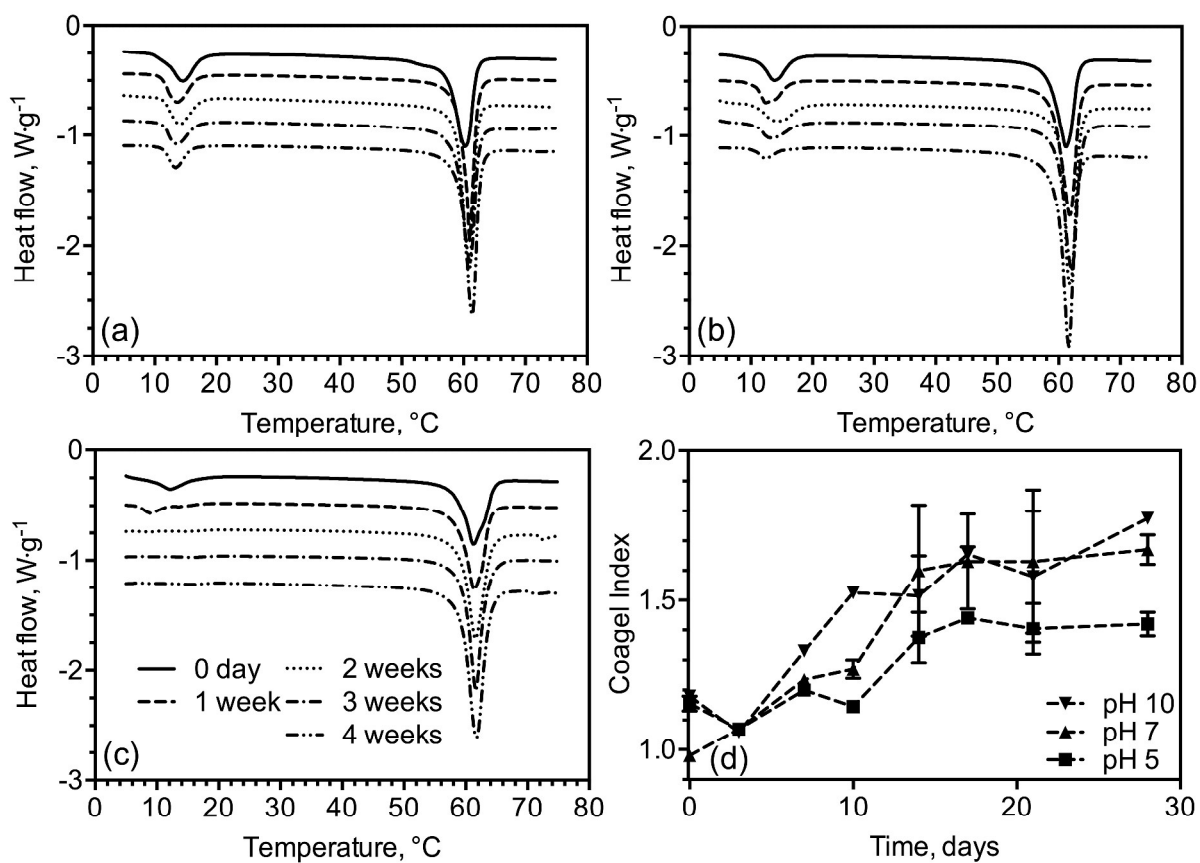 0
-1
-2
-3
Heat flow, W·g-1
(a)
0 10 20 30 40 50 60 70 80
Temperature, °C
0
-1
-2
-3
Heat flow, W·g-1
(b)
0 10 20 30 40 50 60 70 80
Temperature, °C
0
-1
-2
-3
Heat flow, W·g-1
0 day
1 week
2 weeks
3 weeks
4 weeks
(c)
0 10 20 30 40 50 60 70 80
Temperature, °C
2.0
1.5
1.0
Coagel Index
(d)
pH 10
pH 7
pH 5
0 10 20 30
Time, days